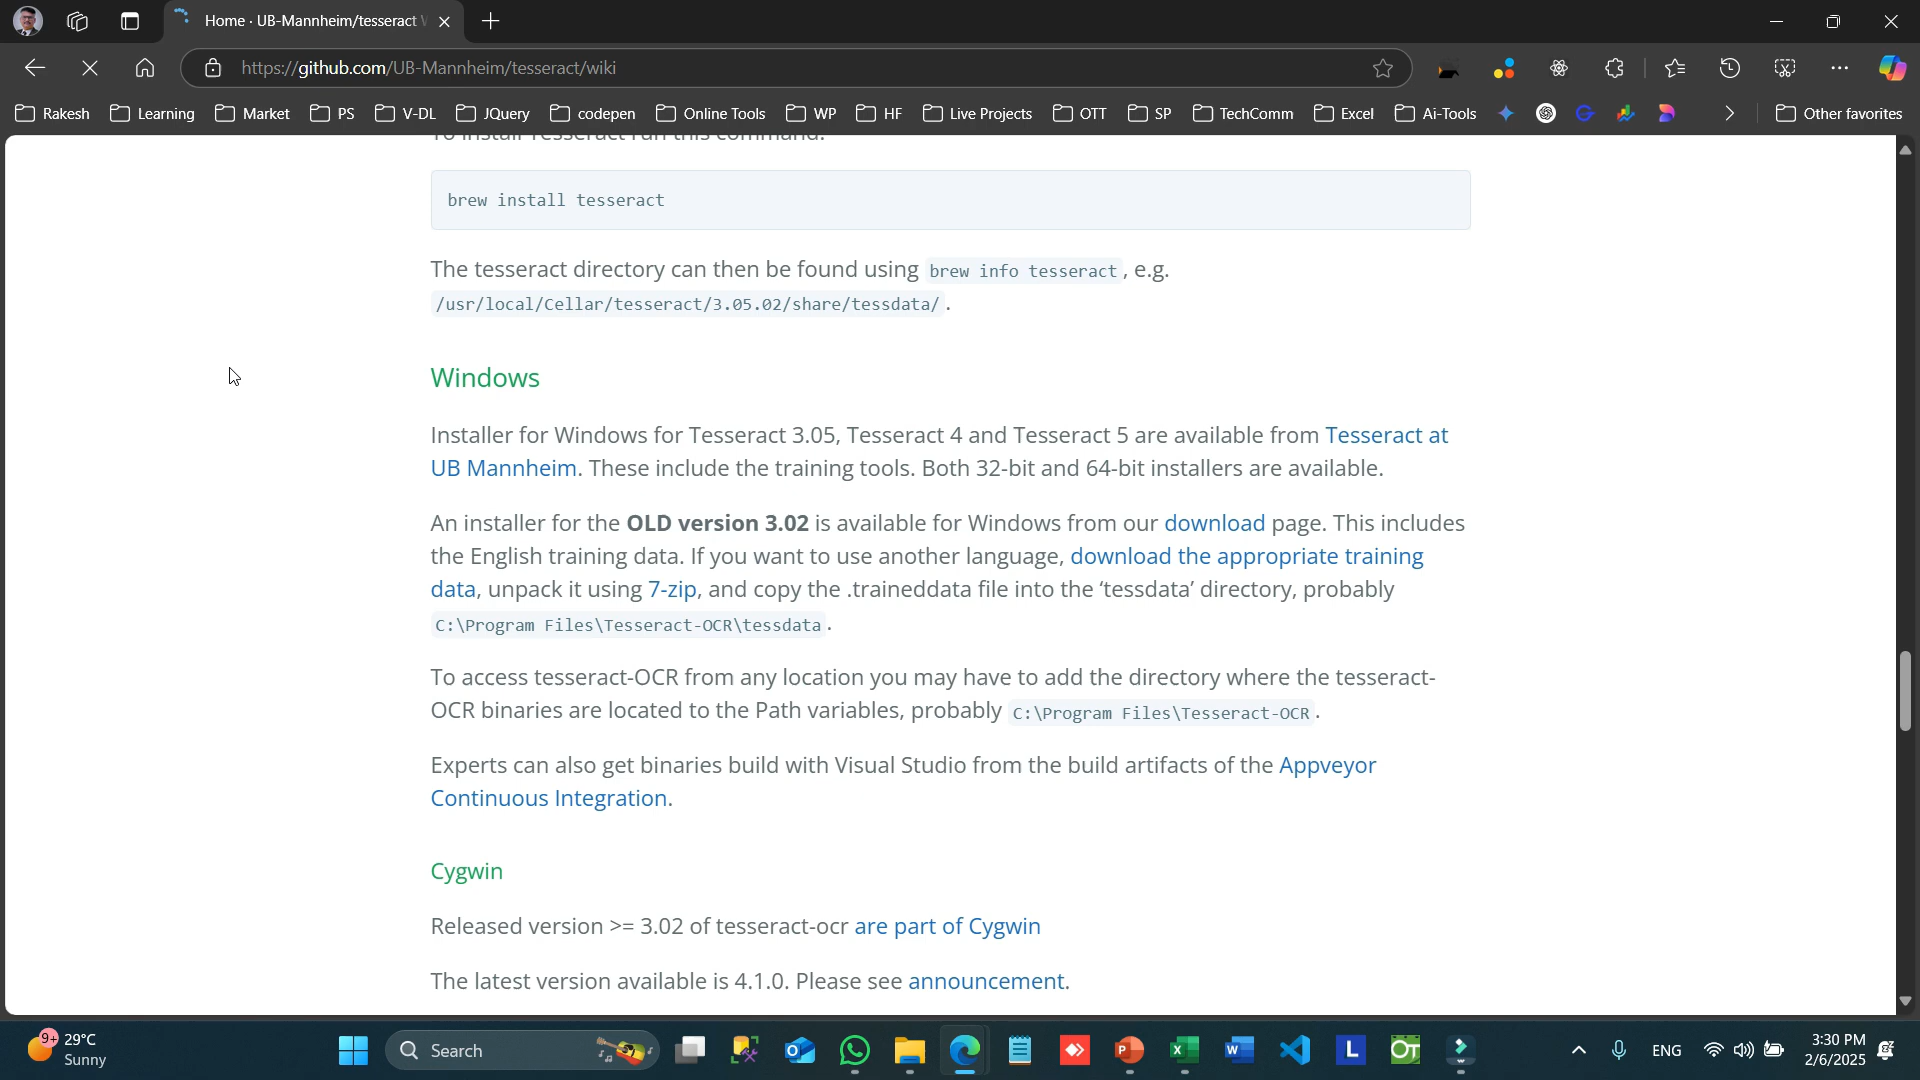 Home · UB-Mannheim/tesseract
https://github.com/UB-Mannheim/tesseract/wiki
Rakesh
Learning
Market
PS
V-DL
JQuery
codepen
Online Tools
WP
HF
Live Projects
OTT
SP
TechComm
Excel
Ai-Tools
Other favorites
To install Tesseract run this command:
brew install tesseract
The tesseract directory can then be found using brew info tesseract, e.g.
/usr/local/Cellar/tesseract/3.05.02/share/tessdata/.
Windows
Installer for Windows for Tesseract 3.05, Tesseract 4 and Tesseract 5 are available from Tesseract at
UB Mannheim. These include the training tools. Both 32-bit and 64-bit installers are available.
An installer for the OLD version 3.02 is available for Windows from our download page. This includes
the English training data. If you want to use another language, download the appropriate training
data, unpack it using 7-zip, and copy the .traineddata file into the ‘tessdata’ directory, probably
C:\Program Files\Tesseract-OCR\tessdata.
To access tesseract-OCR from any location you may have to add the directory where the tesseract-
OCR binaries are located to the Path variables, probably C:\Program Files\Tesseract-OCR.
Experts can also get binaries build with Visual Studio from the build artifacts of the Appveyor
Continuous Integration.
Cygwin
Released version >= 3.02 of tesseract-ocr are part of Cygwin
The latest version available is 4.1.0. Please see announcement.
9+
29°C
Sunny
Search
L
OT
ENG
3:30 PM
2/6/2025